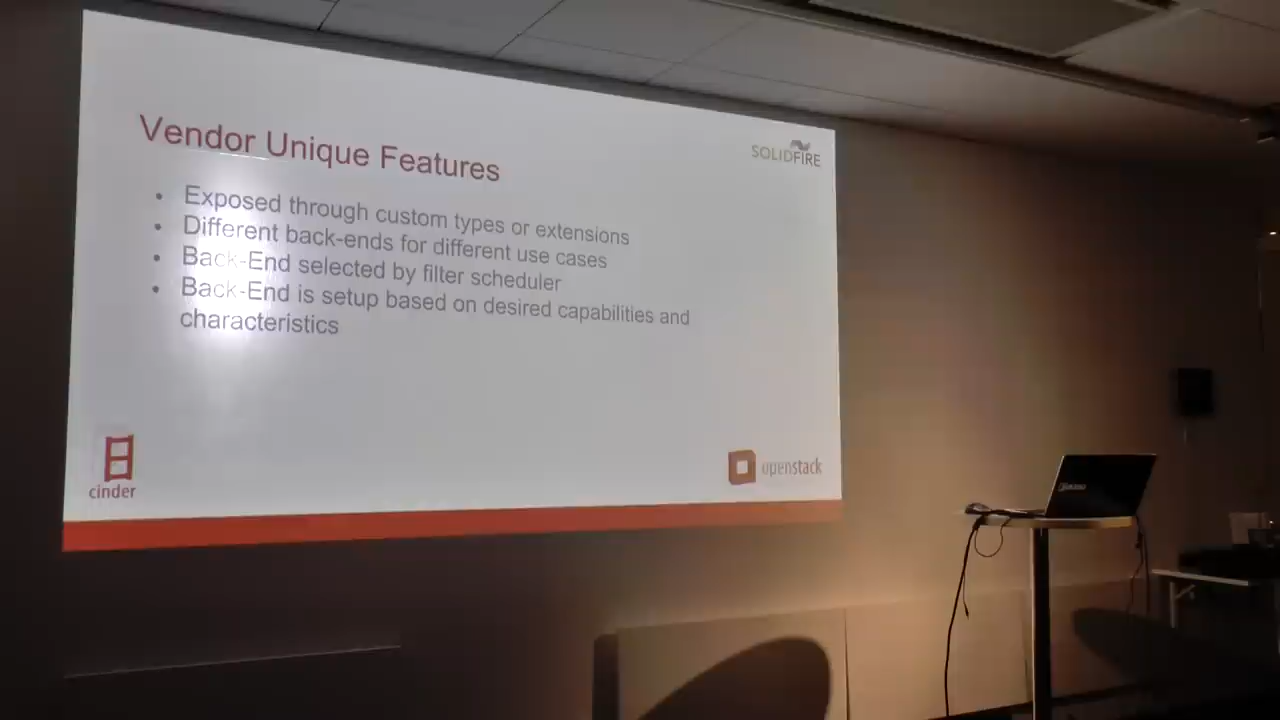 Vendor Unique Features
SOLIDFIRE
• Exposed through custom types or extensions
• Different back-ends for different use cases
• Back-End selected by filter scheduler
• Back-End is setup based on desired capabilities and
characteristics
cinder
openstack